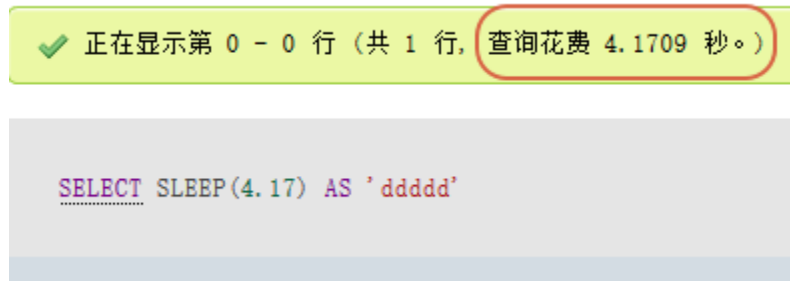 正在显示第 0 - 0 行 (共 1 行, 查询花费 4.1709 秒。)
SELECT SLEEP(4.17) AS 'ddddd'